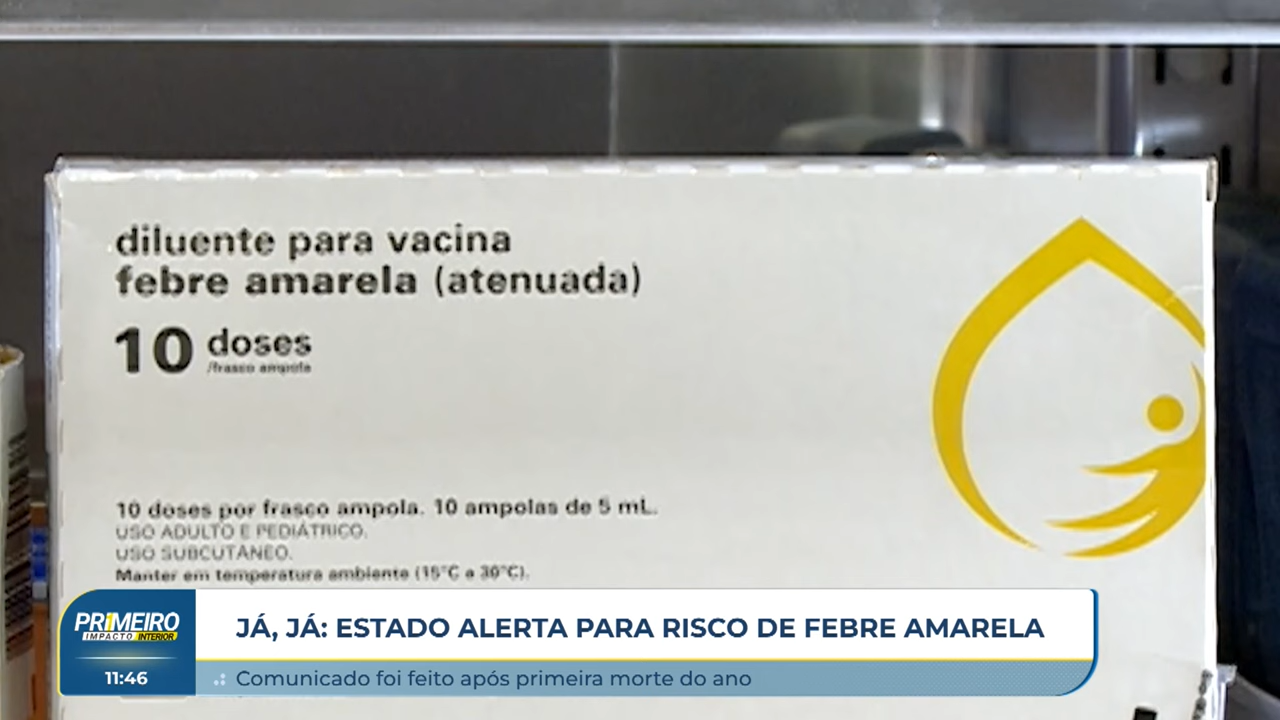 diluente para vacina
febre amarela (atenuada)
10 doses
/frasco ampola
10 doses por frasco ampola. 10 ampolas de 5 mL.
USO ADULTO E PEDIÁTRICO.
USO SUBCUTÂNEO.
Manter em temperatura ambiente (15°C a 30°C).
PR1MEIRO
IMPACTO INTERIOR
11:46
JÁ, JÁ: ESTADO ALERTA PARA RISCO DE FEBRE AMARELA
Comunicado foi feito após primeira morte do ano